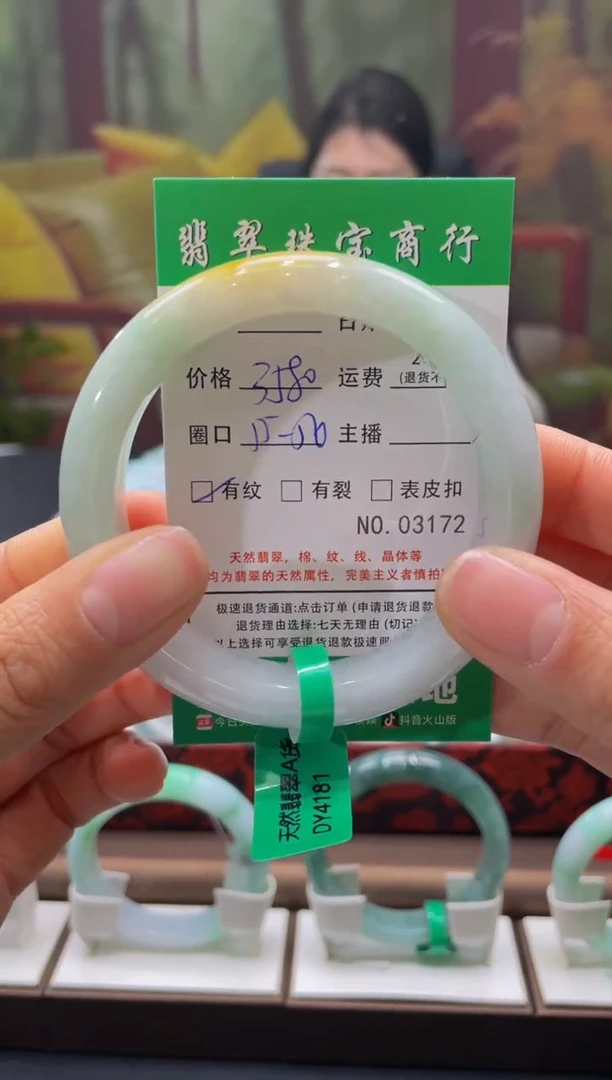 翡翠珠宝商行
价格 3580 运费
(退货不
圈口 主播
有纹 有裂 表皮扣
NO. 03172
天然翡翠，棉、纹、线、晶体等
均为翡翠的天然属性，完美主义者慎拍
极速退货通道:点击订单 (申请退货退款
退货理由选择:七天无理由 (切记
以上选择可享受退货退款极速服
抖音火山版
天然翡翠A货
DY4181